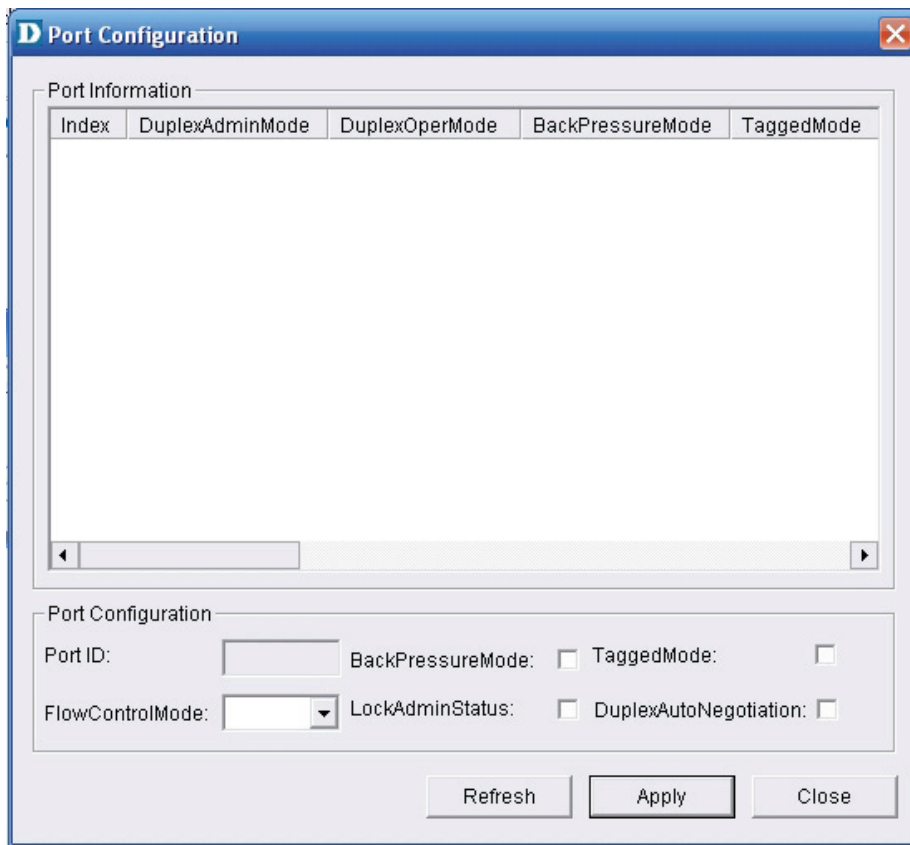 D Port Configuration
Port Information
Index DuplexAdminMode DuplexOperMode BackPressureMode TaggedMode
Port Configuration
Port ID: BackPressureMode: TaggedMode:
FlowControlMode: LockAdminStatus: DuplexAutoNegotiation:
Refresh Apply Close